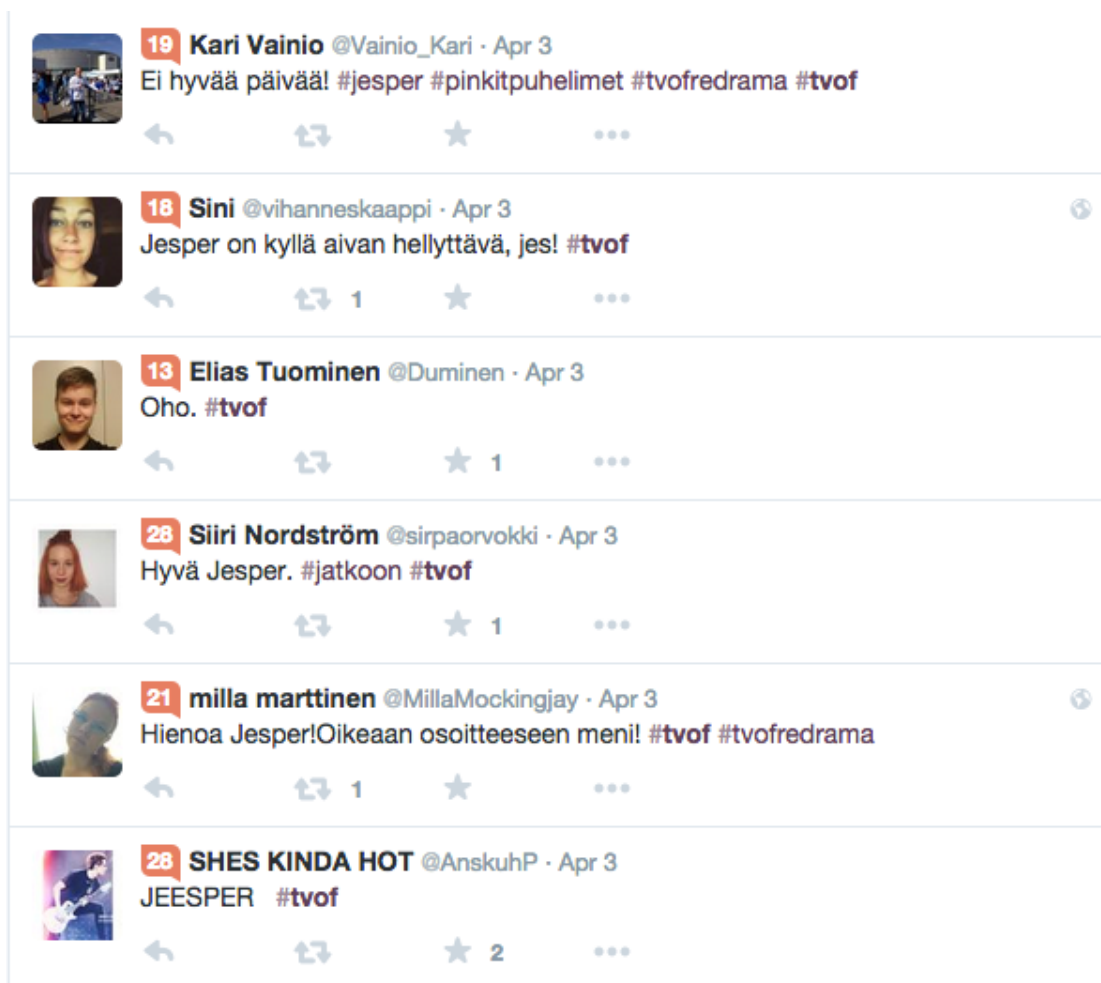 19 Kari Vainio @Vainio_Kari · Apr 3
Ei hyvää päivää! #jesper #pinkitpuhelimet #tvofredrama #tvof
18 Sini @vihanneskaappi · Apr 3
Jesper on kyllä aivan hellyttävä, jes! #tvof
1
13 Elias Tuominen @Duminen · Apr 3
Oho. #tvof
1
28 Siiri Nordström @sirpaorvokki · Apr 3
Hyvä Jesper. #jatkoon #tvof
1
21 milla marttinen @MillaMockingjay · Apr 3
Hienoa Jesper!Oikeaan osoitteeseen meni! #tvof #tvofredrama
1
28 SHES KINDA HOT @AnskuhP · Apr 3
JEESPER #tvof
2